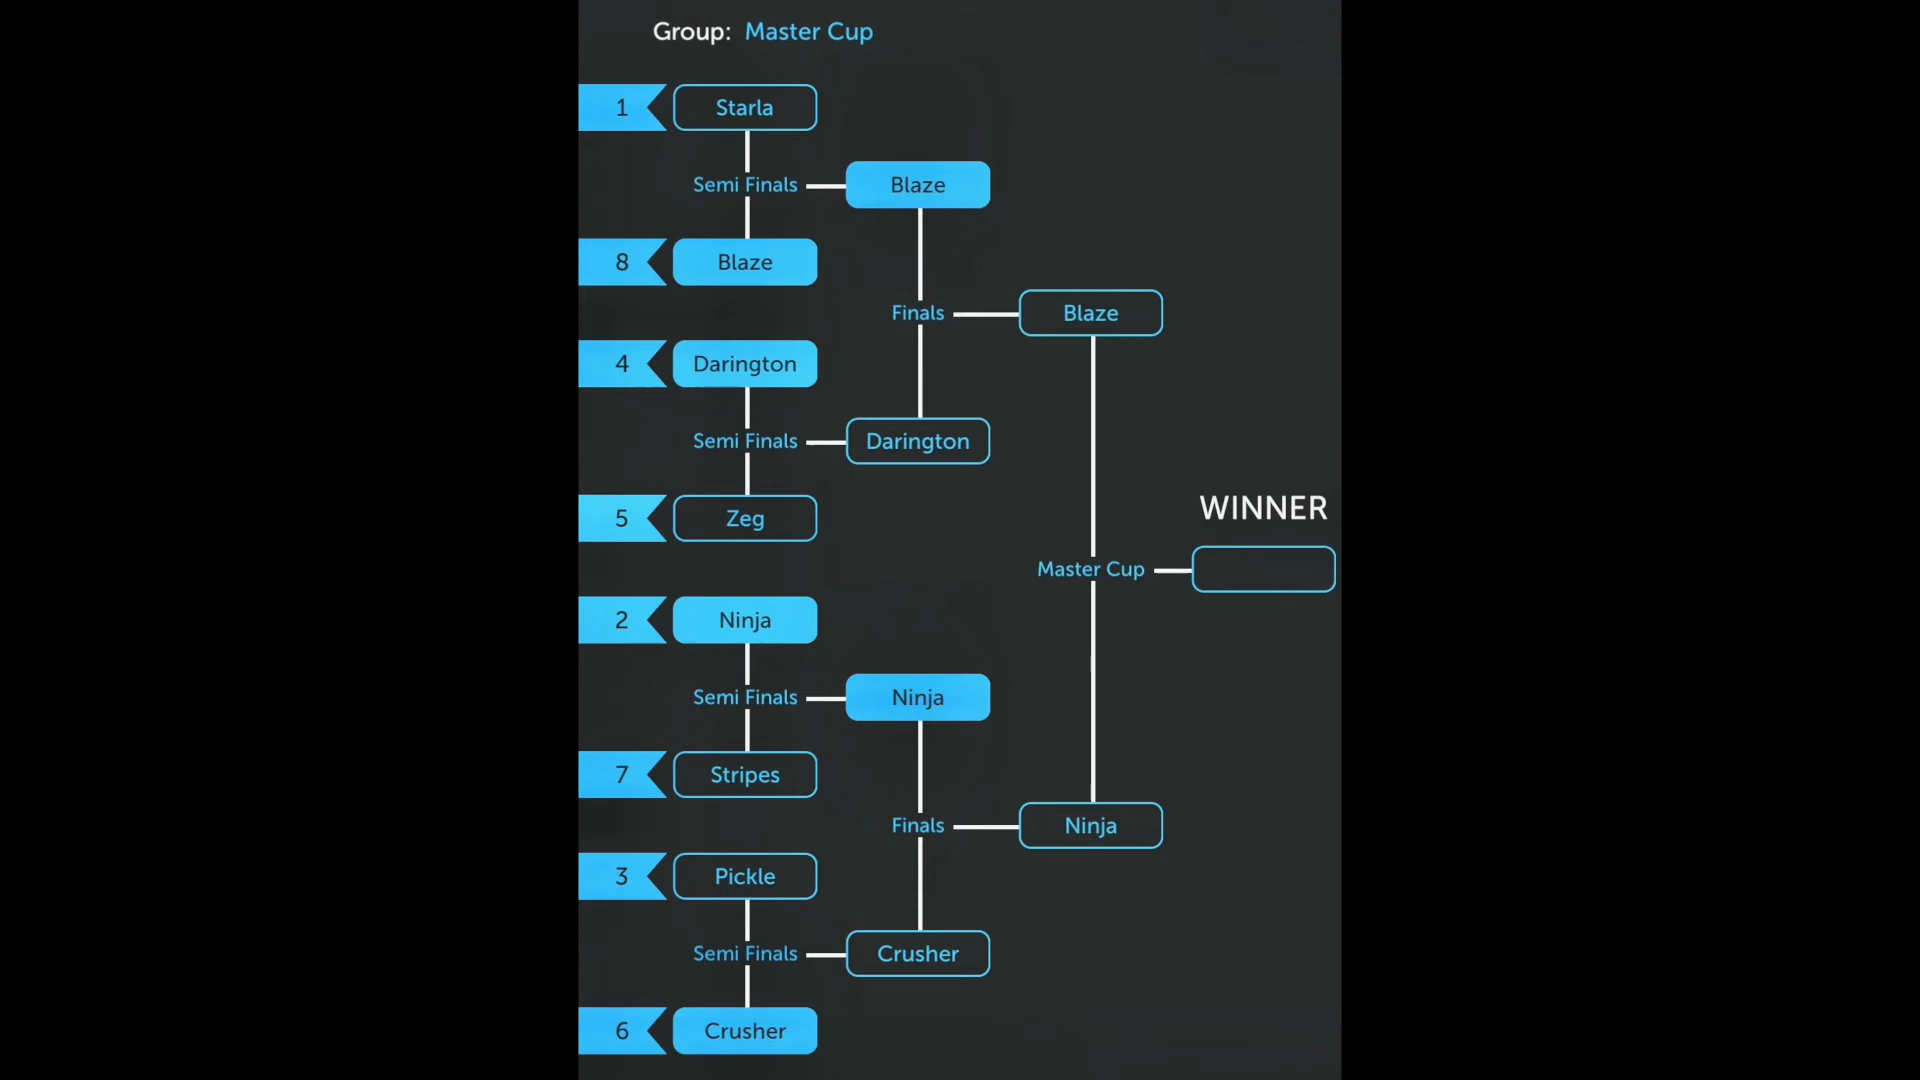 Group: Master Cup
1 Starla
Semi Finals Blaze
8 Blaze
Finals Blaze
4 Darington
Semi Finals Darington
5 Zeg
WINNER
Master Cup
2 Ninja
Semi Finals Ninja
7 Stripes
Finals Ninja
3 Pickle
Semi Finals Crusher
6 Crusher